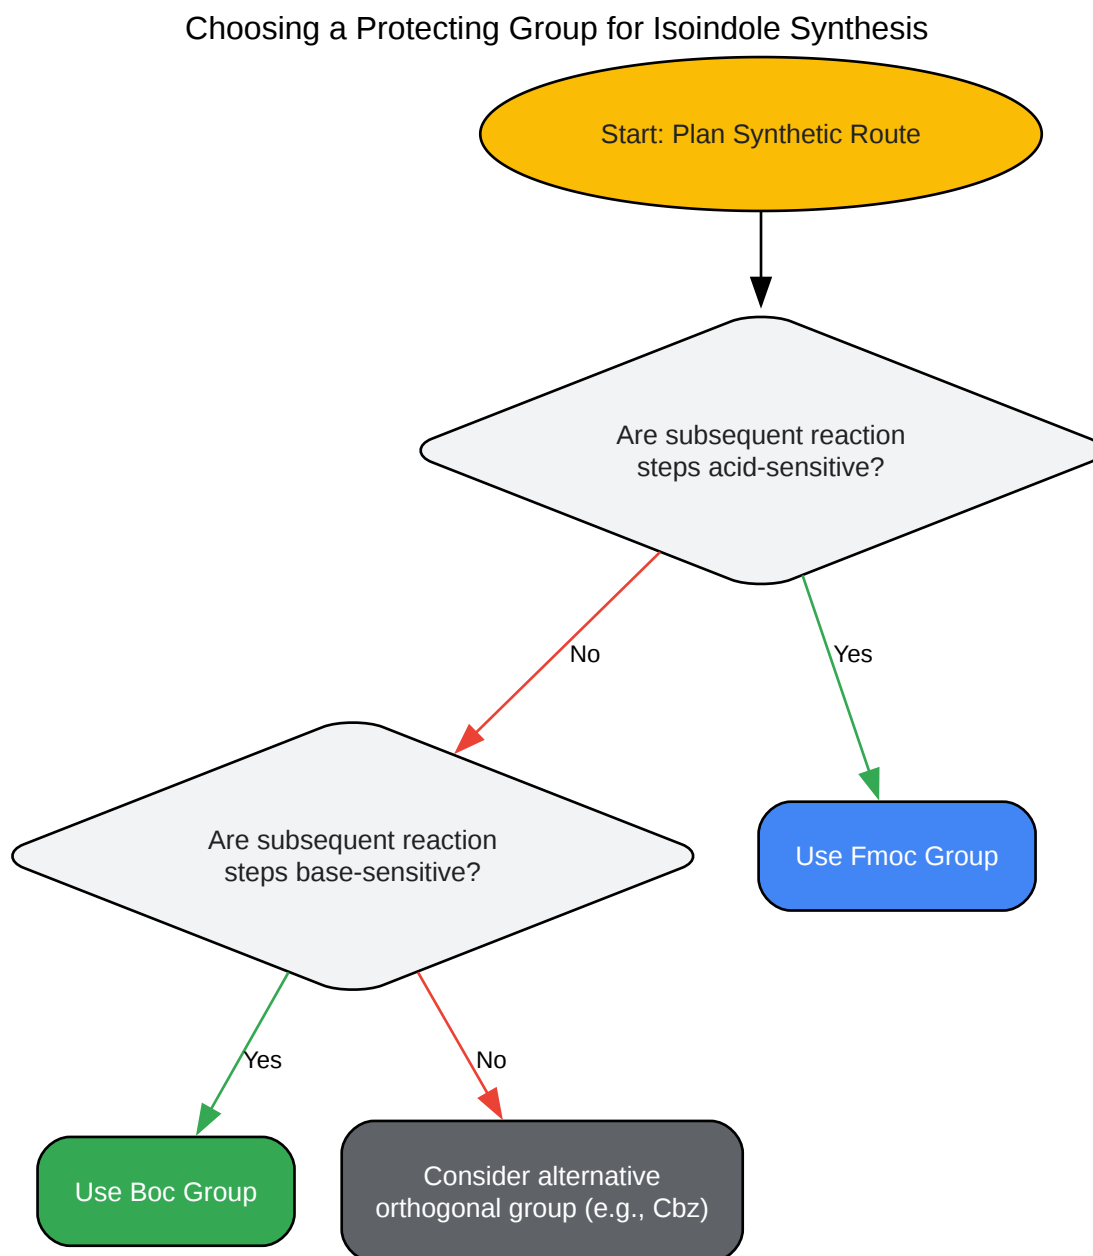 Choosing a Protecting Group for Isoindole Synthesis
Start: Plan Synthetic Route
Are subsequent reaction
steps acid-sensitive?
No
Yes
Are subsequent reaction
steps base-sensitive?
Use Fmoc Group
Yes
No
Use Boc Group
Consider alternative
orthogonal group (e.g., Cbz)